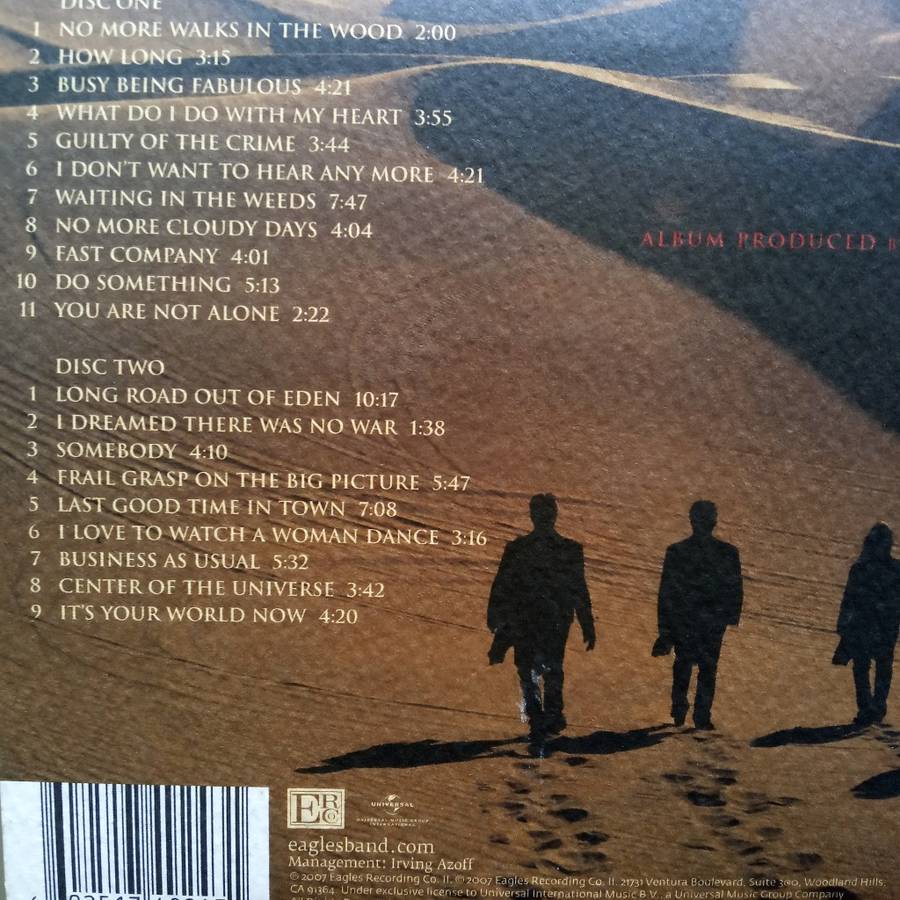 DISC ONE
1 NO MORE WALKS IN THE WOOD 2:00
2 HOW LONG 3:15
3 BUSY BEING FABULOUS 4:21
4 WHAT DO I DO WITH MY HEART 3:55
5 GUILTY OF THE CRIME 3:44
6 I DON'T WANT TO HEAR ANY MORE 4:21
7 WAITING IN THE WEEDS 7:47
8 NO MORE CLOUDY DAYS 4:04
9 FAST COMPANY 4:01
10 DO SOMETHING 5:13
11 YOU ARE NOT ALONE 2:22
ALBUM PRODUCED
DISC TWO
1 LONG ROAD OUT OF EDEN 10:17
2 I DREAMED THERE WAS NO WAR 1:38
3 SOMEBODY 4:10
4 FRAIL GRASP ON THE BIG PICTURE 5:47
5 LAST GOOD TIME IN TOWN 7:08
6 I LOVE TO WATCH A WOMAN DANCE 3:16
7 BUSINESS AS USUAL 5:32
8 CENTER OF THE UNIVERSE 3:42
9 IT'S YOUR WORLD NOW 4:20
ERC
UNIVERSAL
UNIVERSAL MUSIC GROUP
INTERNATIONAL
eaglesband.com
Management: Irving Azoff
© 2007 Eagles Recording Co. II. © 2007 Eagles Recording Co. II. 21731 Ventura Boulevard, Suite 300, Woodland Hills,
CA 91364. Under exclusive license to Universal International Music B.V., a Universal Music Group Company